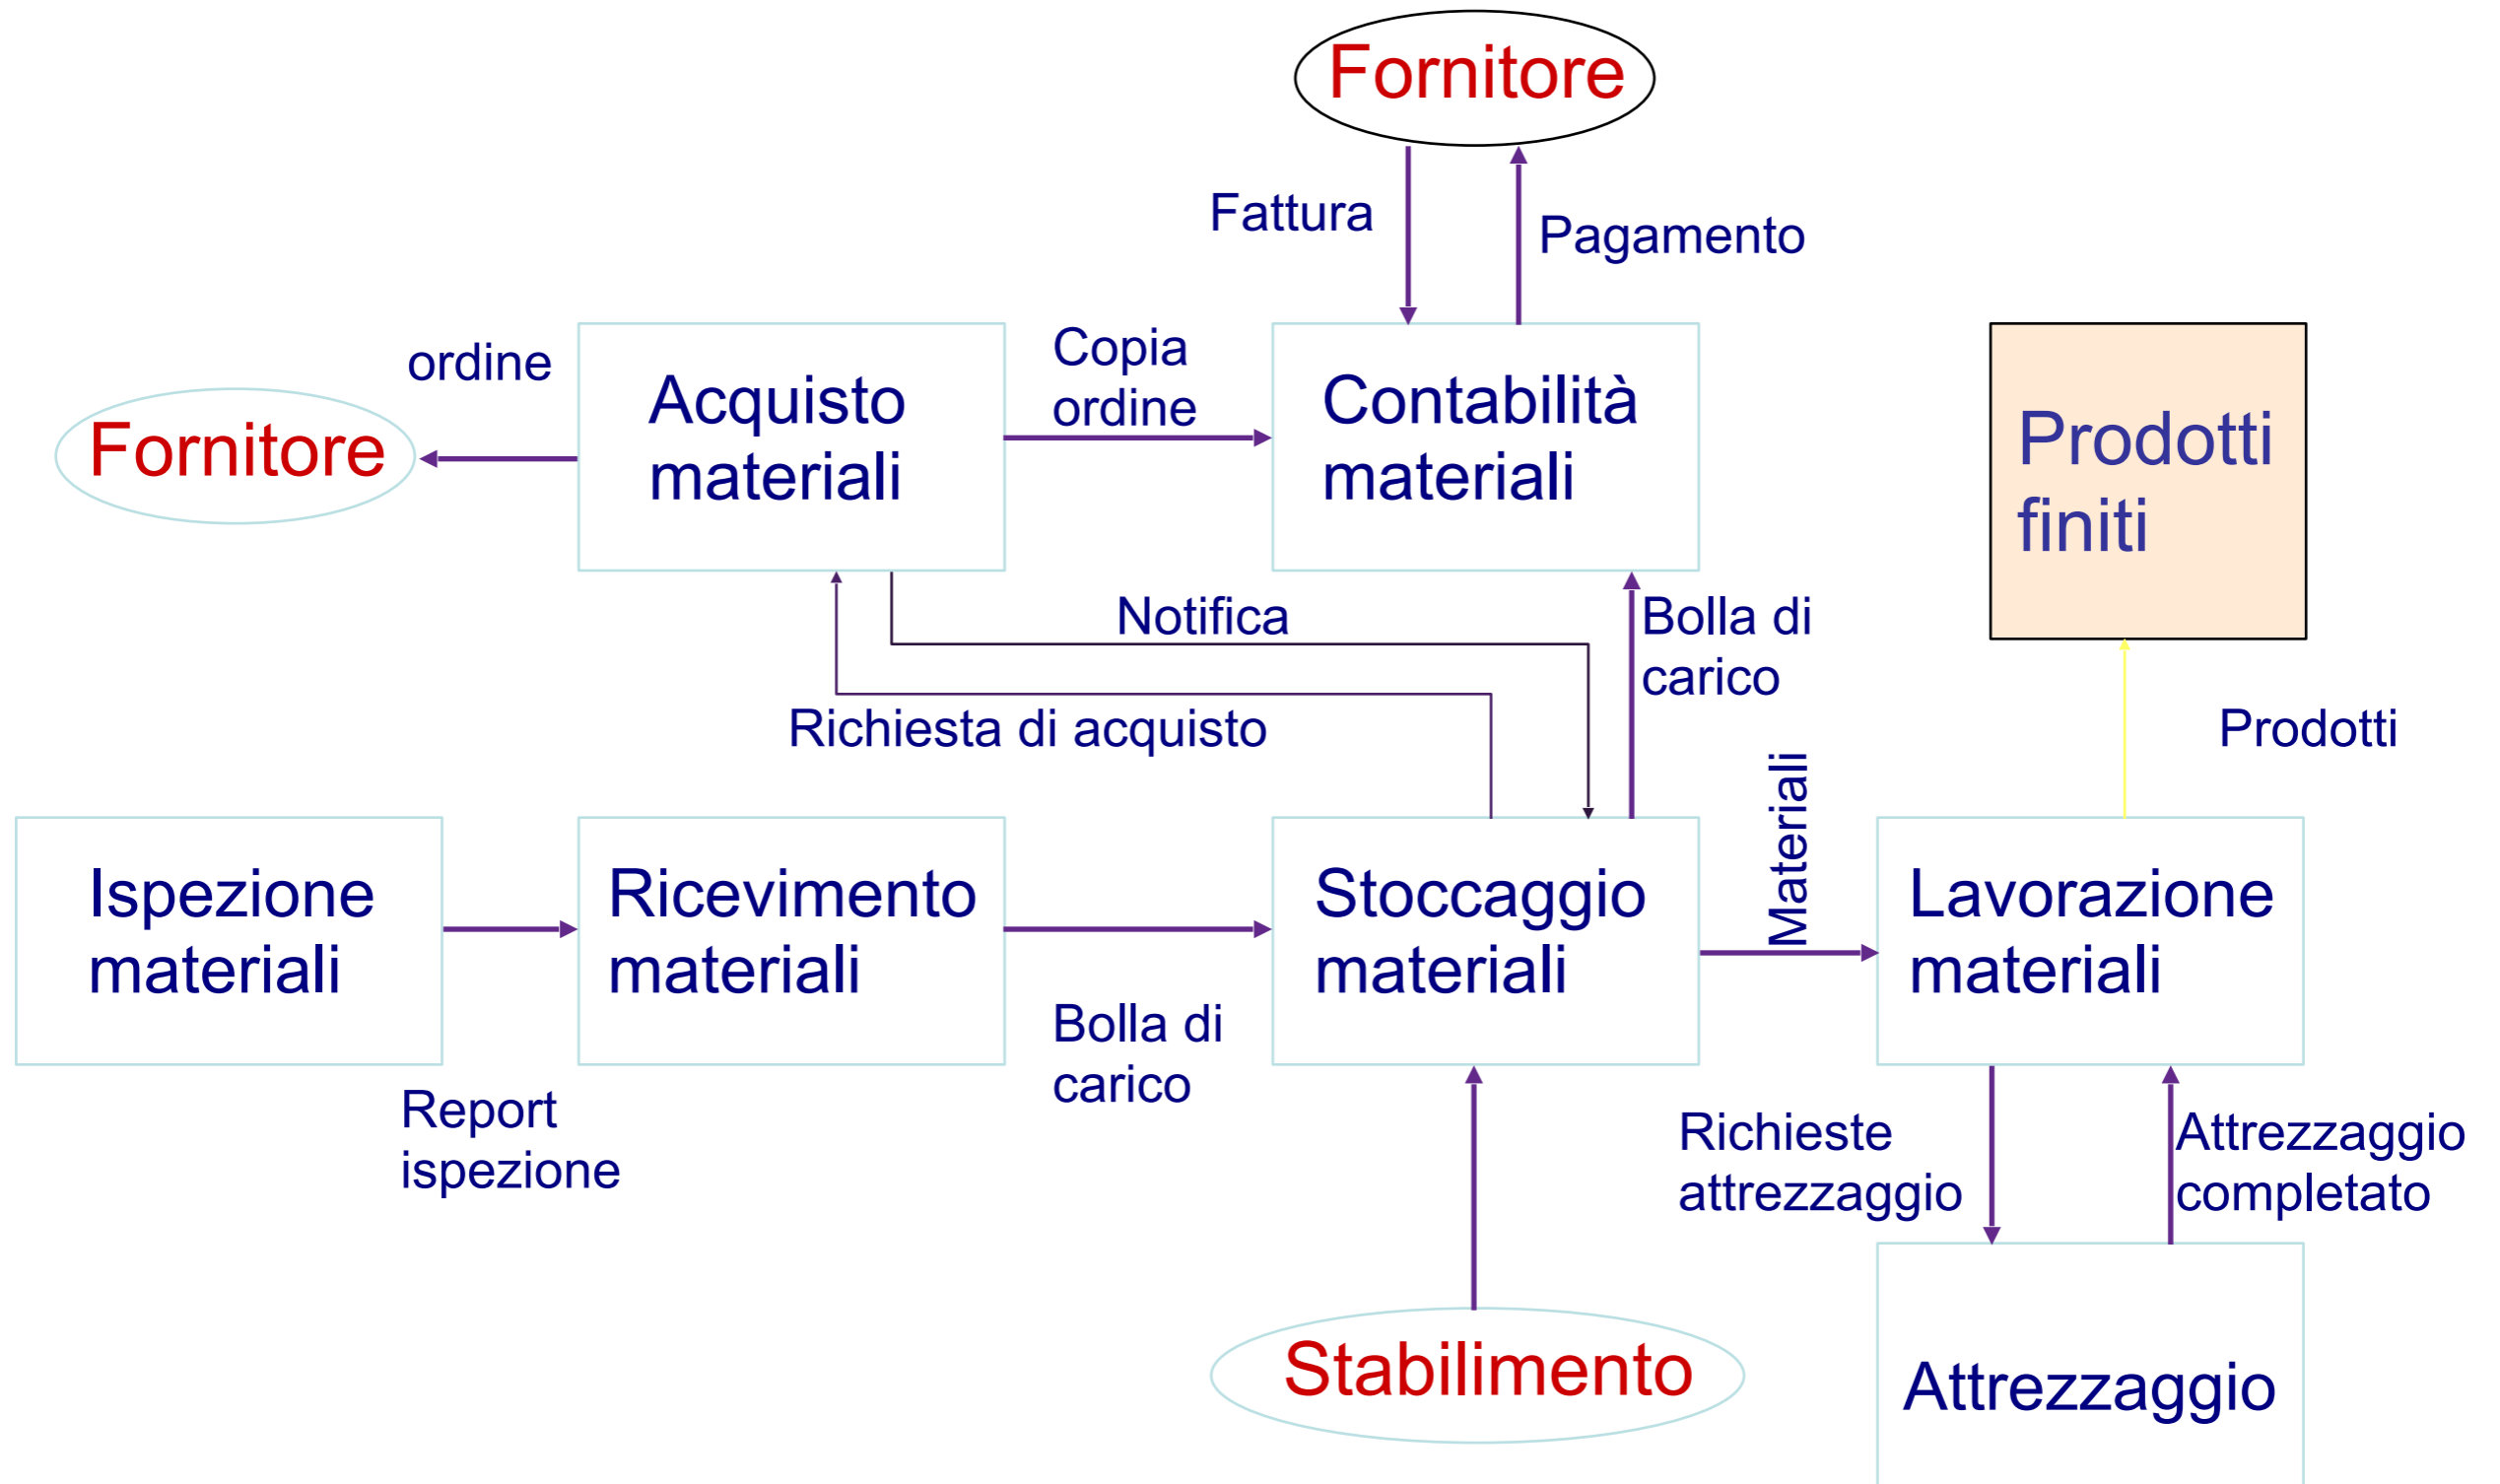 Fornitore
Fattura
Pagamento
ordine
Copia
ordine
Fornitore
Acquisto
materiali
Contabilità
materiali
Prodotti
finiti
Notifica
Bolla di
carico
Richiesta di acquisto
Prodotti
Materiali
Ispezione
materiali
Ricevimento
materiali
Stoccaggio
materiali
Lavorazione
materiali
Report
ispezione
Bolla di
carico
Richieste
attrezzaggio
Attrezzaggio
completato
Stabilimento
Attrezzaggio